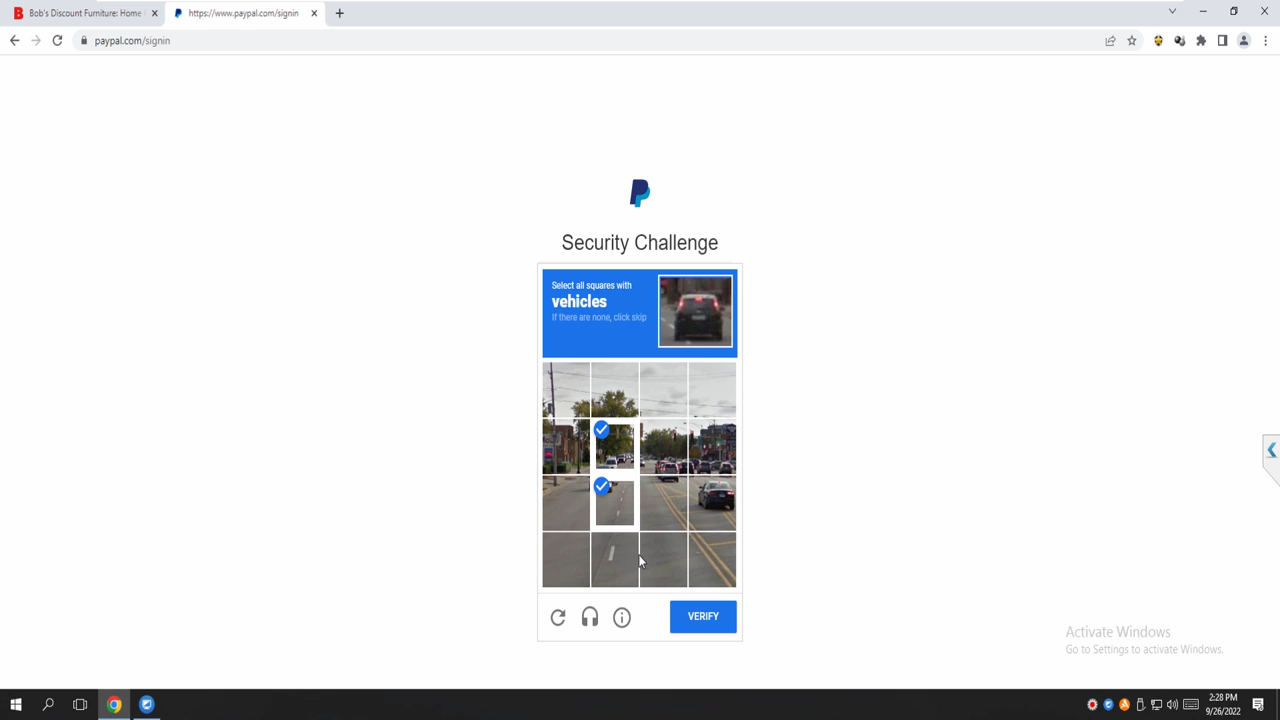 Bob's Discount Furniture: Home
https://www.paypal.com/signin
paypal.com/signin
Security Challenge
Select all squares with
vehicles
If there are none, click skip
VERIFY
Activate Windows
Go to Settings to activate Windows.
2:28 PM
9/26/2022